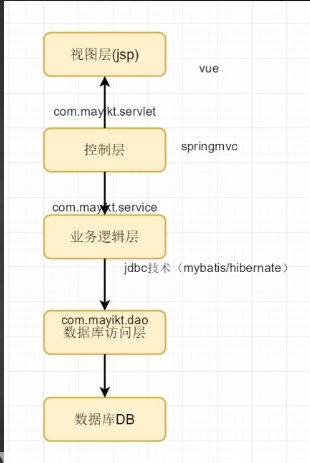 视图层(jsp)
vue
com.mayikt.servlet
控制层
springmvc
com.mayikt.service
业务逻辑层
jdbc技术（mybatis/hibernate）
com.mayikt.dao
数据库访问层
数据库DB